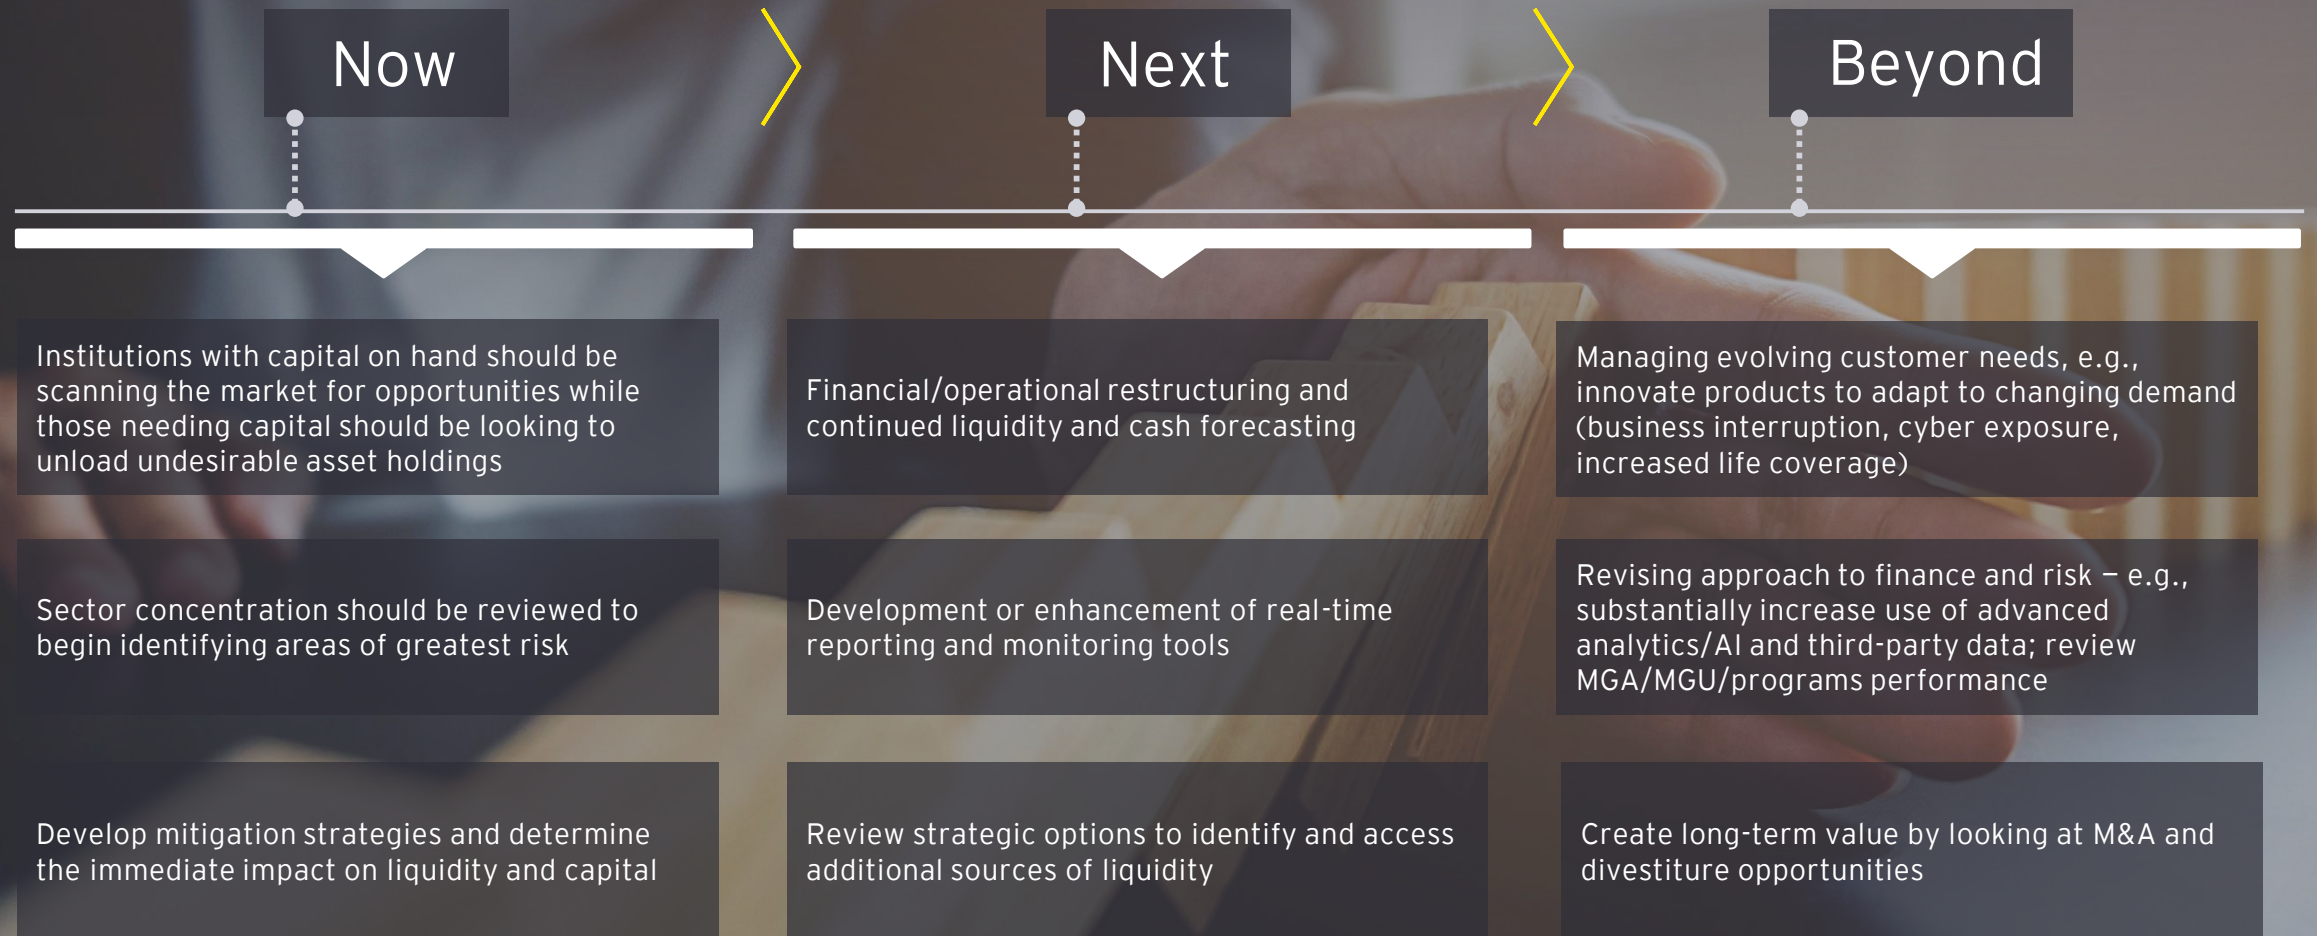 Now
Next
Beyond
Institutions with capital on hand should be
scanning the market for opportunities while
those needing capital should be looking to
unload undesirable asset holdings
Financial/operational restructuring and
continued liquidity and cash forecasting
Managing evolving customer needs, e.g.,
innovate products to adapt to changing demand
(business interruption, cyber exposure,
increased life coverage)
Sector concentration should be reviewed to
begin identifying areas of greatest risk
Development or enhancement of real-time
reporting and monitoring tools
Revising approach to finance and risk – e.g.,
substantially increase use of advanced
analytics/AI and third-party data; review
MGA/MGU/programs performance
Develop mitigation strategies and determine
the immediate impact on liquidity and capital
Review strategic options to identify and access
additional sources of liquidity
Create long-term value by looking at M&A and
divestiture opportunities